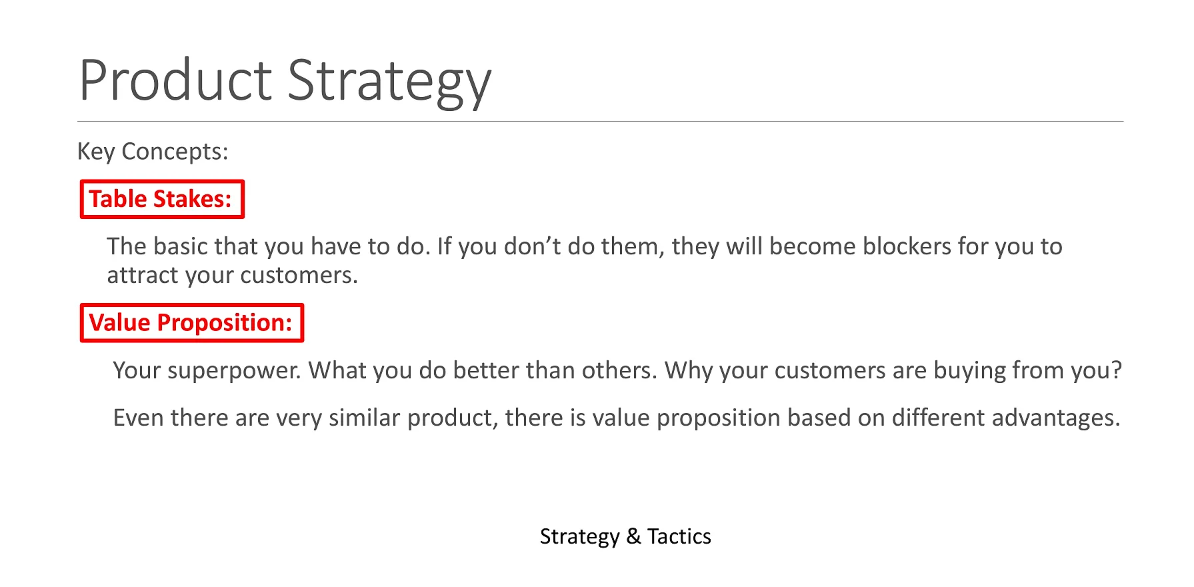 Product Strategy
Key Concepts:
Table Stakes:
The basic that you have to do. If you don’t do them, they will become blockers for you to
attract your customers.
Value Proposition:
Your superpower. What you do better than others. Why your customers are buying from you?
Even there are very similar product, there is value proposition based on different advantages.
Strategy & Tactics